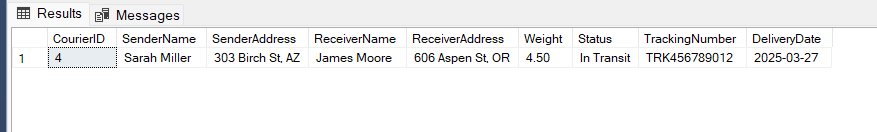 Results Messages
CourierID SenderName SenderAddress ReceiverName ReceiverAddress Weight Status TrackingNumber DeliveryDate
1 4 Sarah Miller 303 Birch St, AZ James Moore 606 Aspen St, OR 4.50 In Transit TRK456789012 2025-03-27